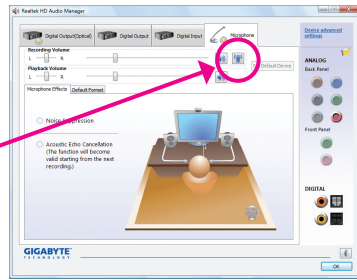 Realtek HD Audio Manager
Digital Output(Optical)
Digital Output
Digital Input
Microphone
Device advanced
settings
Recording Volume
L
R
Default Device
Playback Volume
L
R
ANALOG
Back Panel
Microphone Effects
Default Format
Noise Suppression
Acoustic Echo Cancellation
(The function will become
valid starting from the next
recording.)
Front Panel
DIGITAL
GIGABYTE
TECHNOLOGY
OK